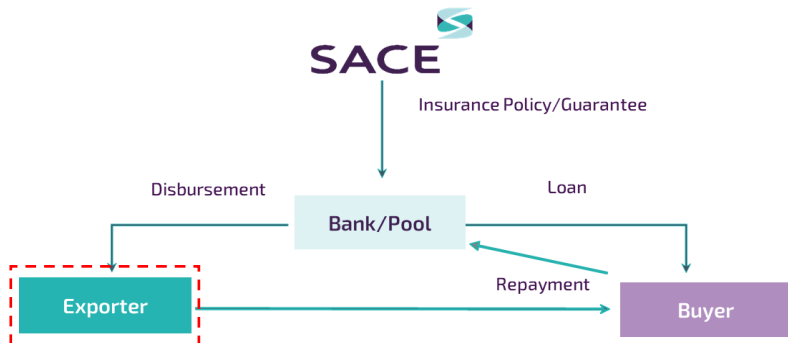 SACE
Insurance Policy/Guarantee
Disbursement
Loan
Bank/Pool
Repayment
Exporter
Buyer